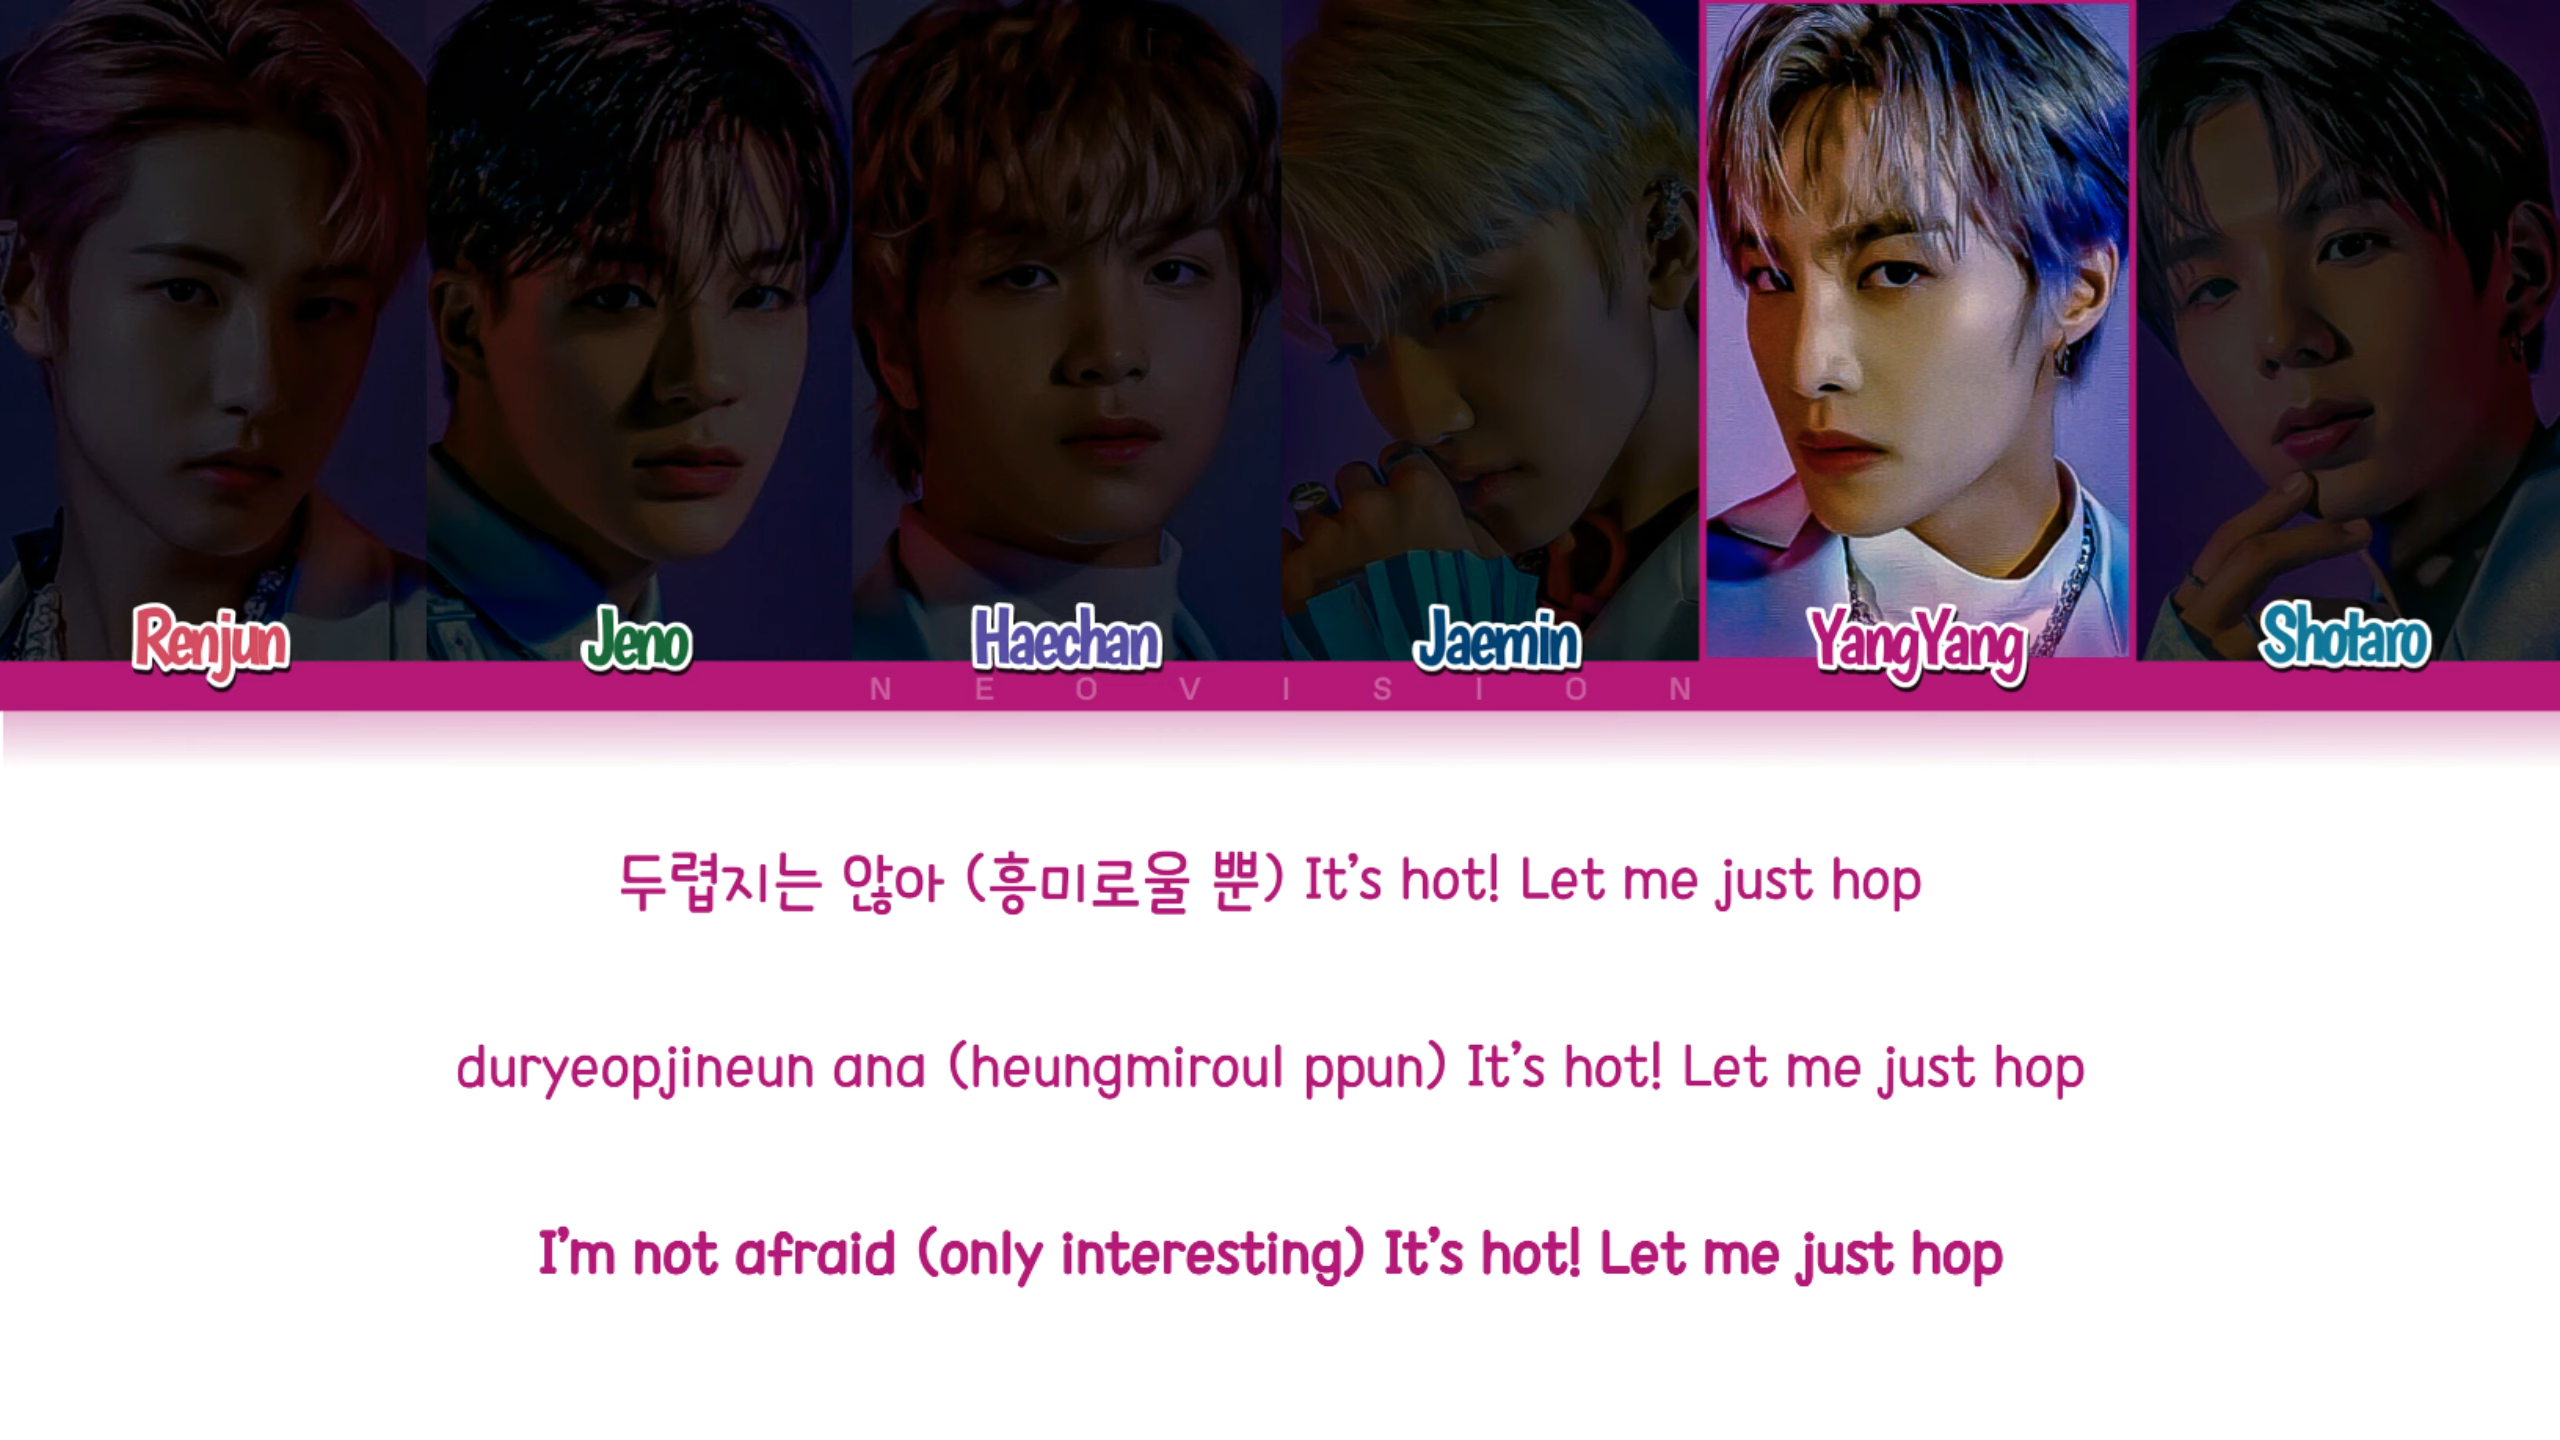 Renjun Jeno Haechan Jaemin YangYang Shotaro
NEOVISION
두렵지는 않아 (흥미로울 뿐) It's hot! Let me just hop
duryeopjineun ana (heungmiroul ppun) It's hot! Let me just hop
I'm not afraid (only interesting) It's hot! Let me just hop